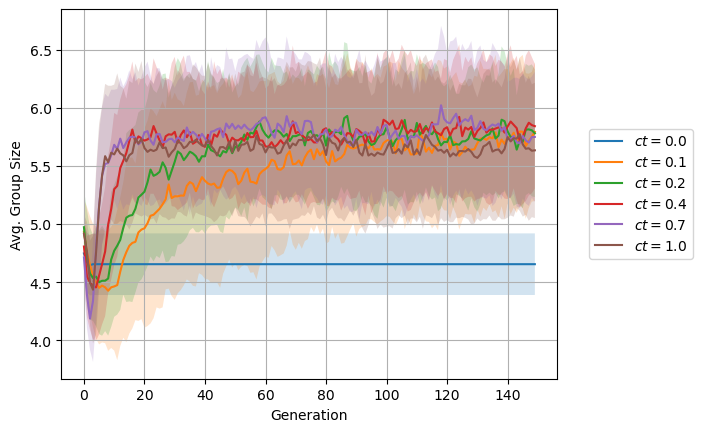 6.5
6.0
5.5
5.0
4.5
4.0
Avg. Group Size
0 20 40 60 80 100 120 140
Generation
ct = 0.0
ct = 0.1
ct = 0.2
ct = 0.4
ct = 0.7
ct = 1.0